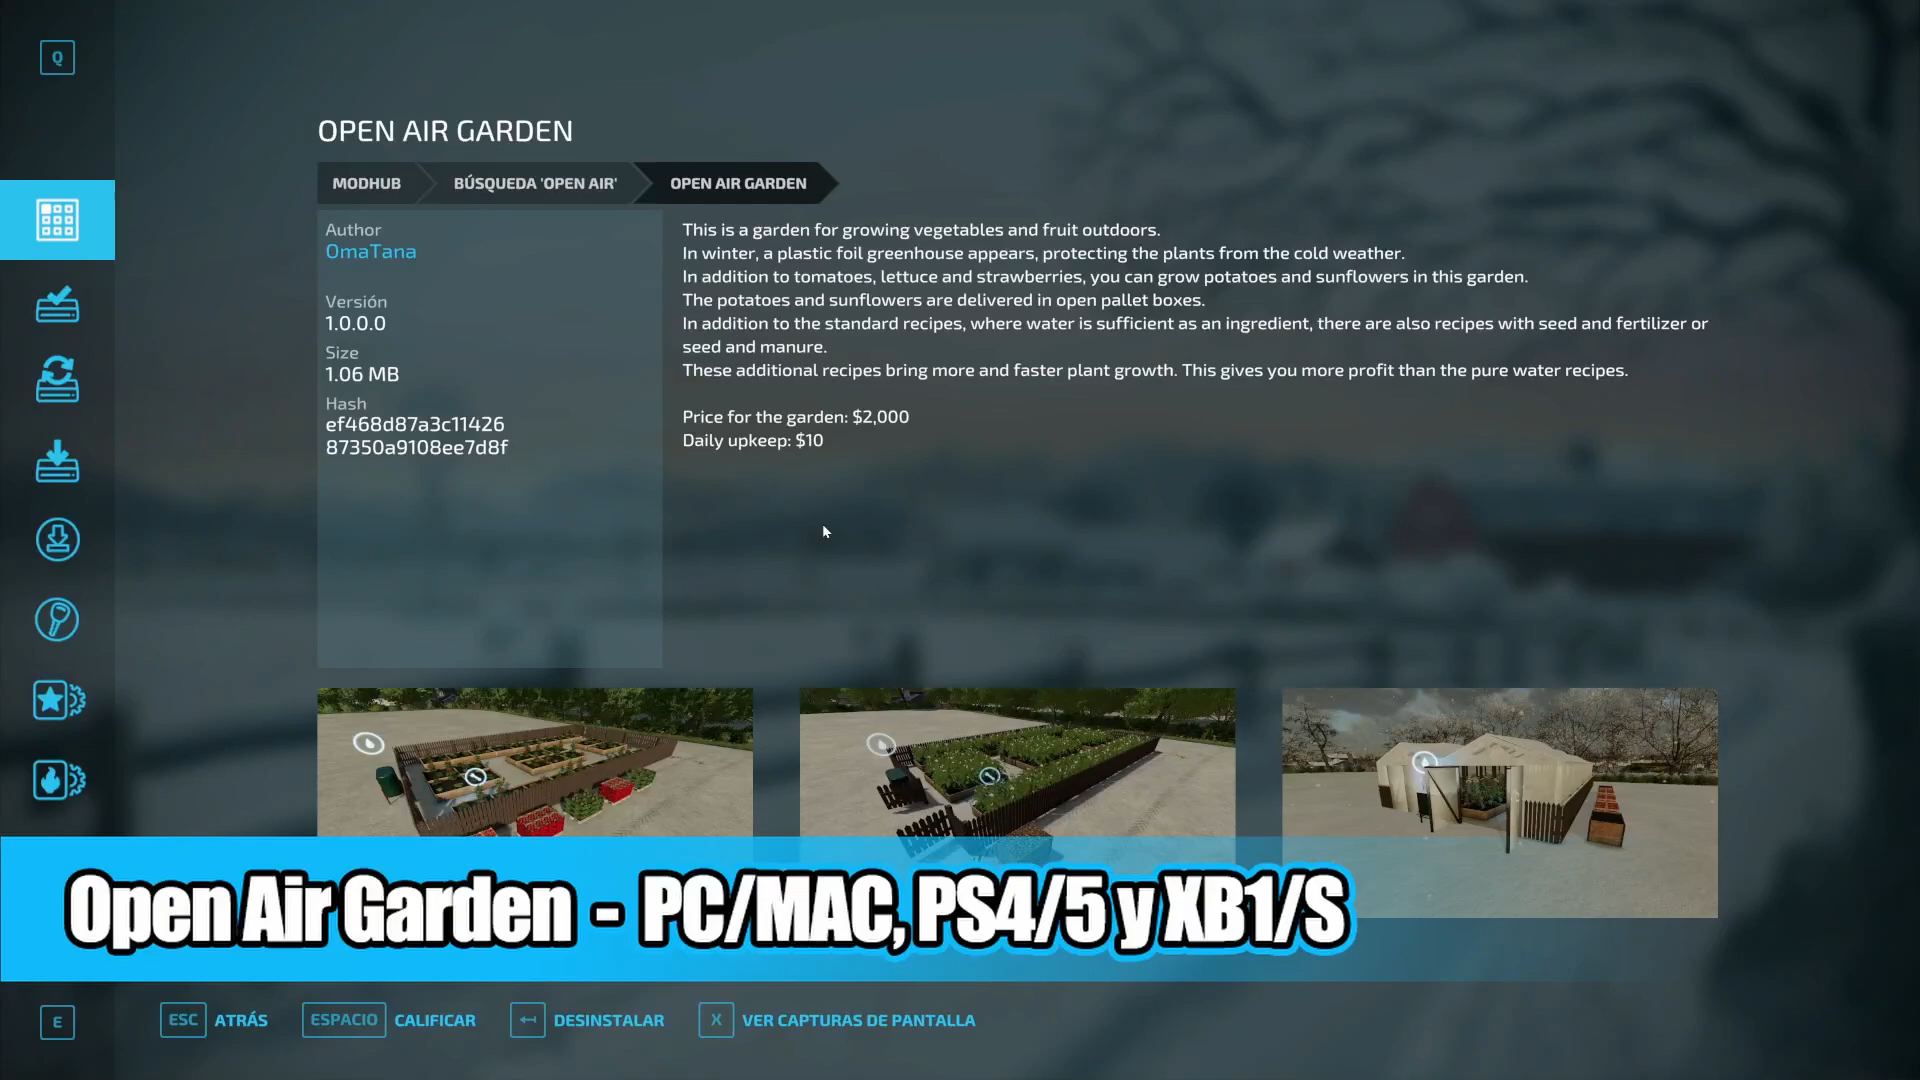 Q
OPEN AIR GARDEN
MODHUB
BÚSQUEDA 'OPEN AIR'
OPEN AIR GARDEN
Author
OmaTana
Versión
1.0.0.0
Size
1.06 MB
Hash
ef468d87a3c11426
87350a9108ee7d8f
This is a garden for growing vegetables and fruit outdoors.
In winter, a plastic foil greenhouse appears, protecting the plants from the cold weather.
In addition to tomatoes, lettuce and strawberries, you can grow potatoes and sunflowers in this garden.
The potatoes and sunflowers are delivered in open pallet boxes.
In addition to the standard recipes, where water is sufficient as an ingredient, there are also recipes with seed and fertilizer or
seed and manure.
These additional recipes bring more and faster plant growth. This gives you more profit than the pure water recipes.
Price for the garden: $2,000
Daily upkeep: $10
Open Air Garden - PC/MAC, PS4/5 y XB1/S
E
ESC ATRÁS
ESPACIO CALIFICAR
DESINSTALAR
X VER CAPTURAS DE PANTALLA